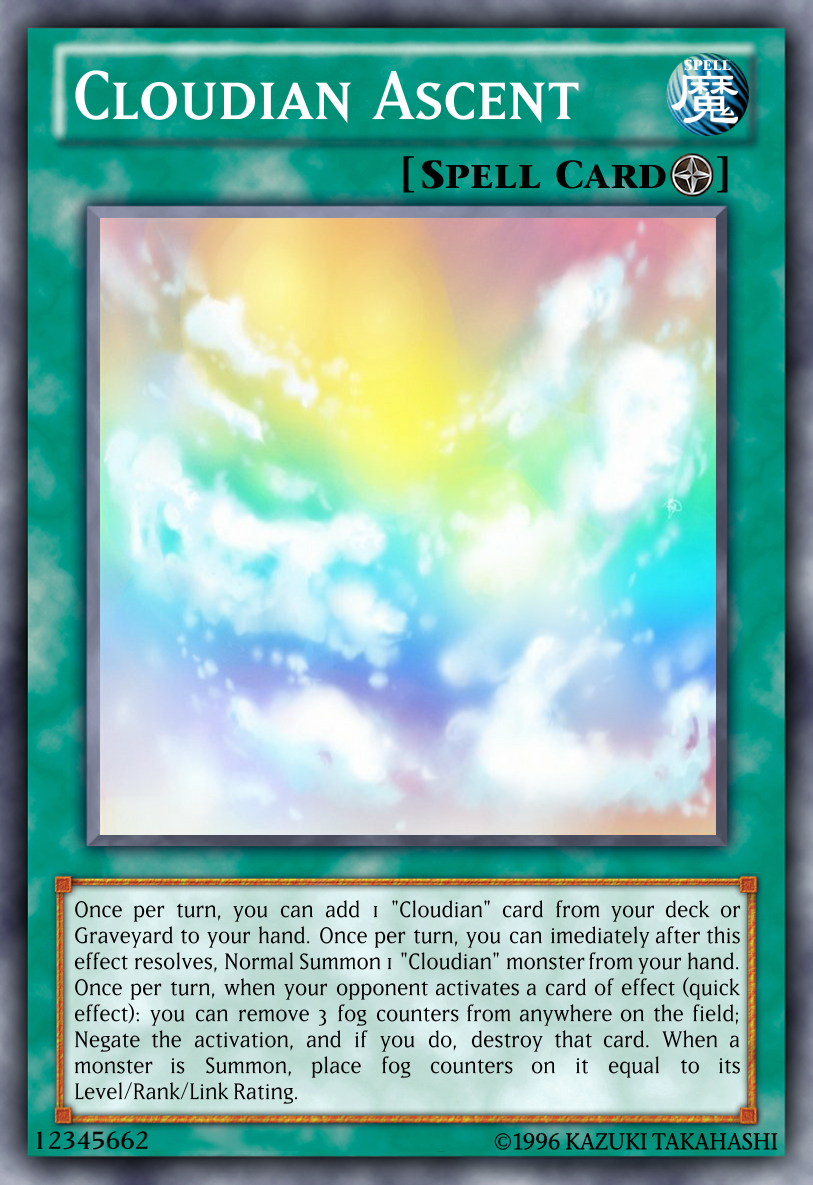 Cloudian Ascent
SPELL
魔
[Spell Card]
Once per turn, you can add 1 "Cloudian" card from your deck or
Graveyard to your hand. Once per turn, you can imediately after this
effect resolves, Normal Summon 1 "Cloudian" monster from your hand.
Once per turn, when your opponent activates a card of effect (quick
effect): you can remove 3 fog counters from anywhere on the field;
Negate the activation, and if you do, destroy that card. When a
monster is Summon, place fog counters on it equal to its
Level/Rank/Link Rating.
12345662
©1996 KAZUKI TAKAHASHI